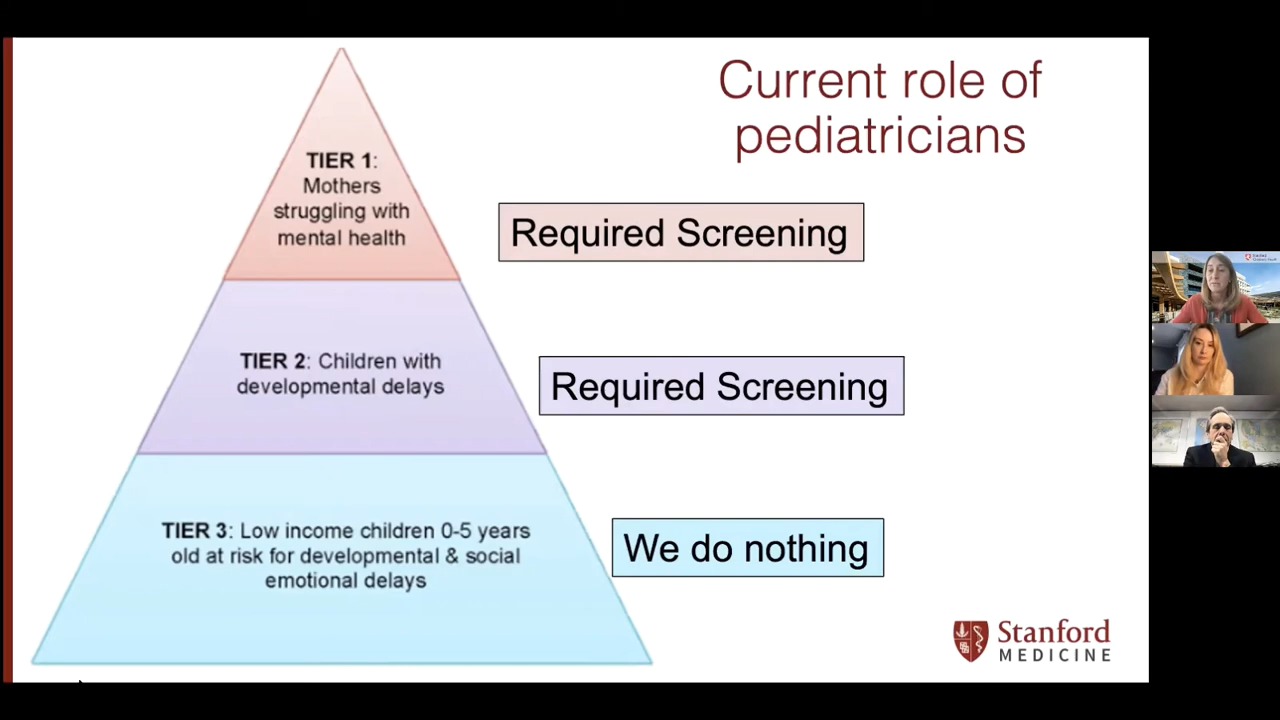 Current role of
pediatricians
TIER 1:
Mothers
struggling with
mental health
Required Screening
TIER 2: Children with
developmental delays
Required Screening
TIER 3: Low income children 0-5 years
old at risk for developmental & social
emotional delays
We do nothing
Stanford
MEDICINE